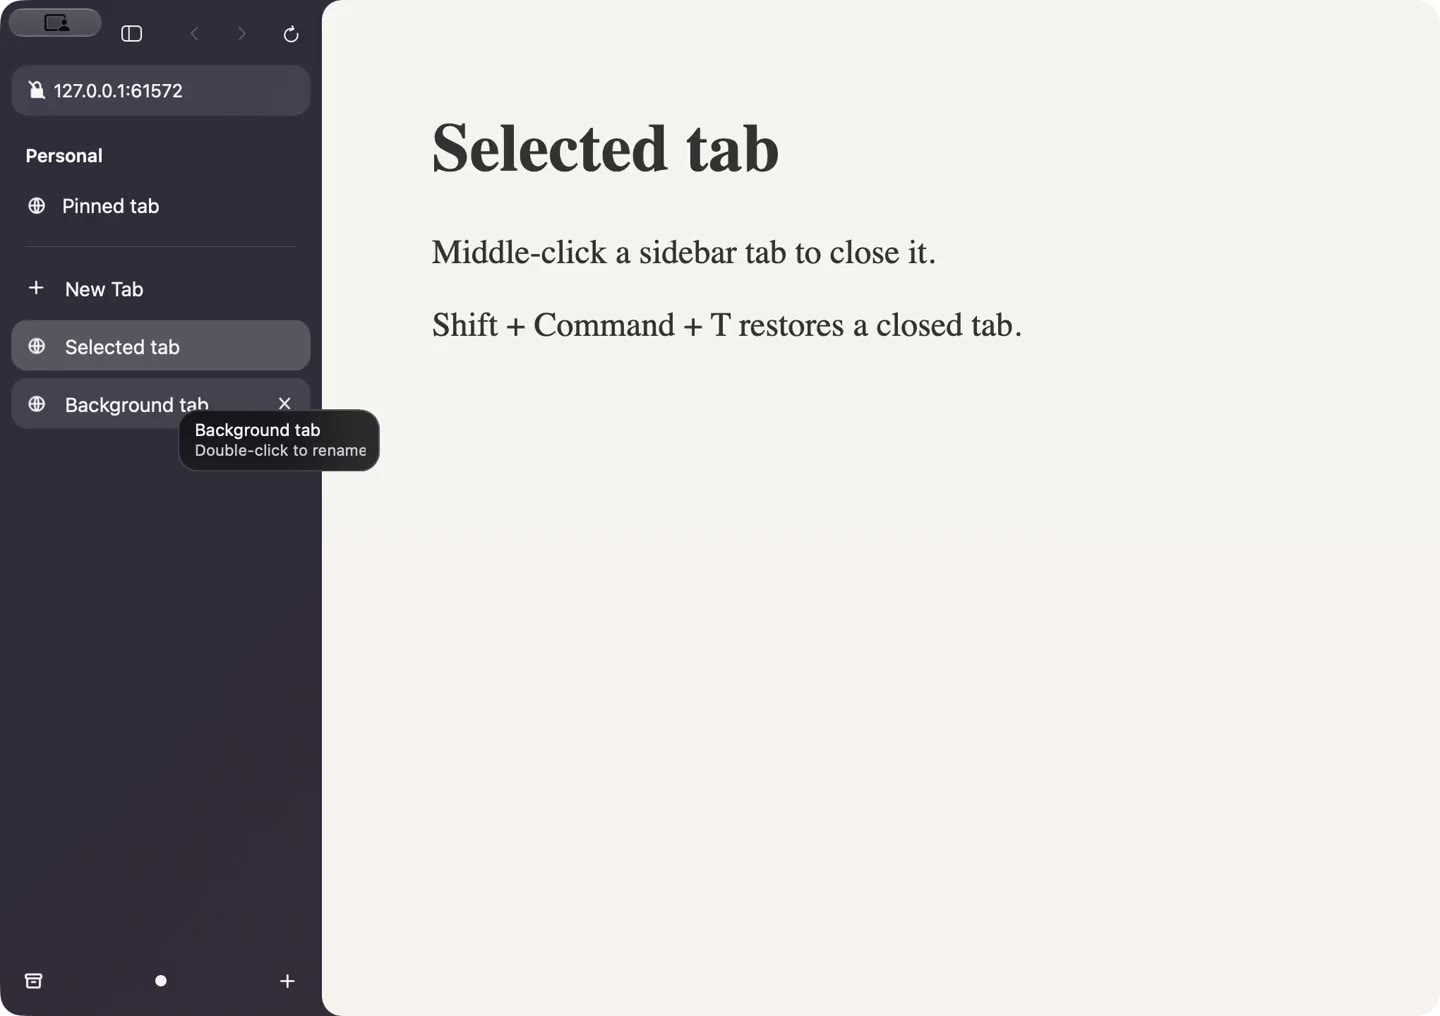 127.0.0.1:61572
Personal
Pinned tab
New Tab
Selected tab
Background tab
Background tab
Double-click to rename
Selected tab
Middle-click a sidebar tab to close it.
Shift + Command + T restores a closed tab.